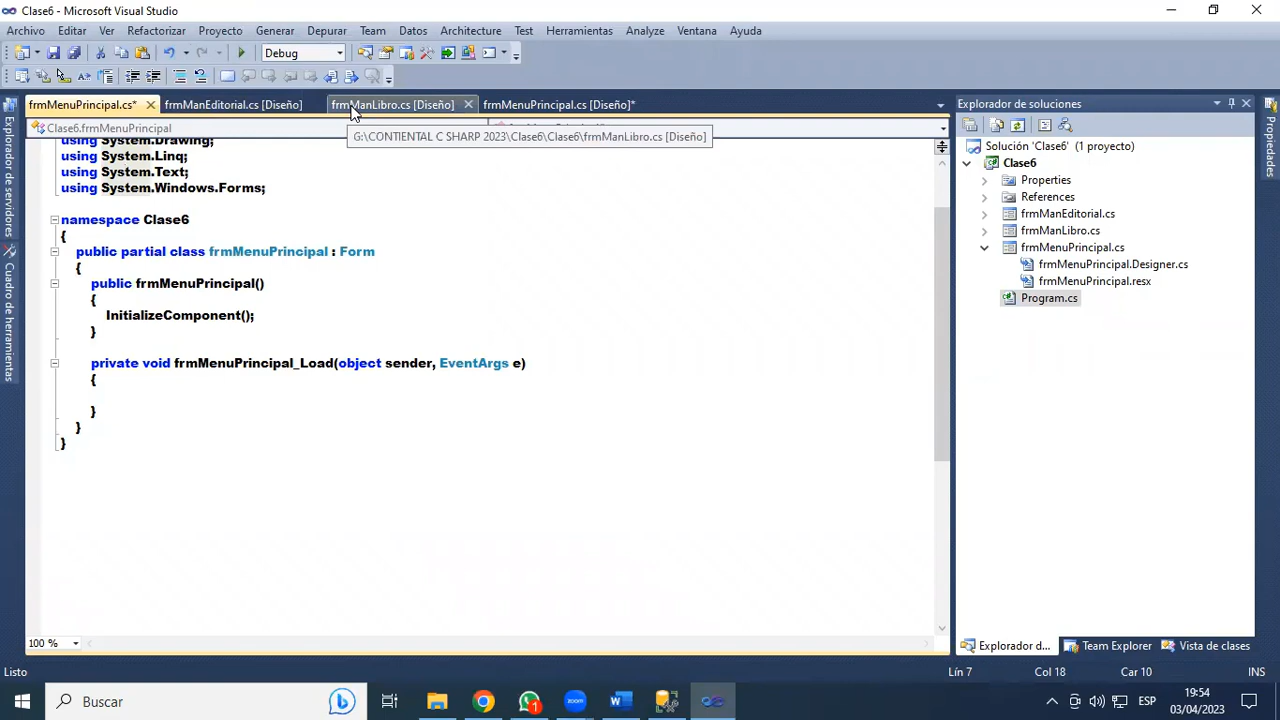 Clase6 - Microsoft Visual Studio
Archivo Editar Ver Refactorizar Proyecto Generar Depurar Team Datos Architecture Test Herramientas Analyze Ventana Ayuda
Debug
frmMenuPrincipal.cs* frmManEditorial.cs [Diseño] frmManLibro.cs [Diseño] frmMenuPrincipal.cs [Diseño]*
Explorador de soluciones
Clase6.frmMenuPrincipal
G:\CONTIENTAL C SHARP 2023\Clase6\Clase6\frmManLibro.cs [Diseño]
using System.Drawing;
using System.Linq;
using System.Text;
using System.Windows.Forms;
namespace Clase6
{
public partial class frmMenuPrincipal : Form
{
public frmMenuPrincipal()
{
InitializeComponent();
}
private void frmMenuPrincipal_Load(object sender, EventArgs e)
{
}
}
}
100 %
Explorador de servidores
Cuadro de herramientas
Solución 'Clase6' (1 proyecto)
Clase6
Properties
References
frmManEditorial.cs
frmManLibro.cs
frmMenuPrincipal.cs
frmMenuPrincipal.Designer.cs
frmMenuPrincipal.resx
Program.cs
Propiedades
Explorador d... Team Explorer Vista de clases
Listo Lín 7 Col 18 Car 10 INS
Buscar
1
zoom
ESP
19:54
03/04/2023